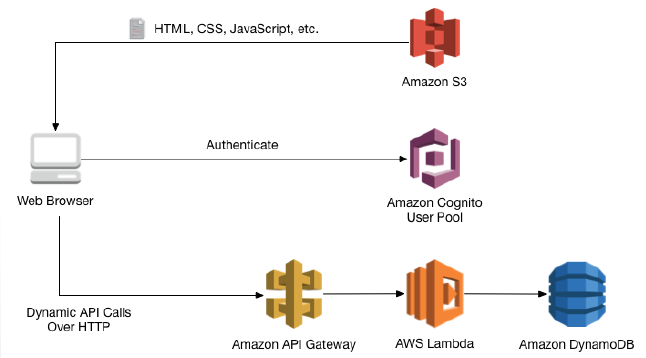 HTML, CSS, JavaScript, etc.
Amazon S3
Authenticate
Web Browser
Amazon Cognito
User Pool
Dynamic API Calls
Over HTTP
Amazon API Gateway
AWS Lambda
Amazon DynamoDB